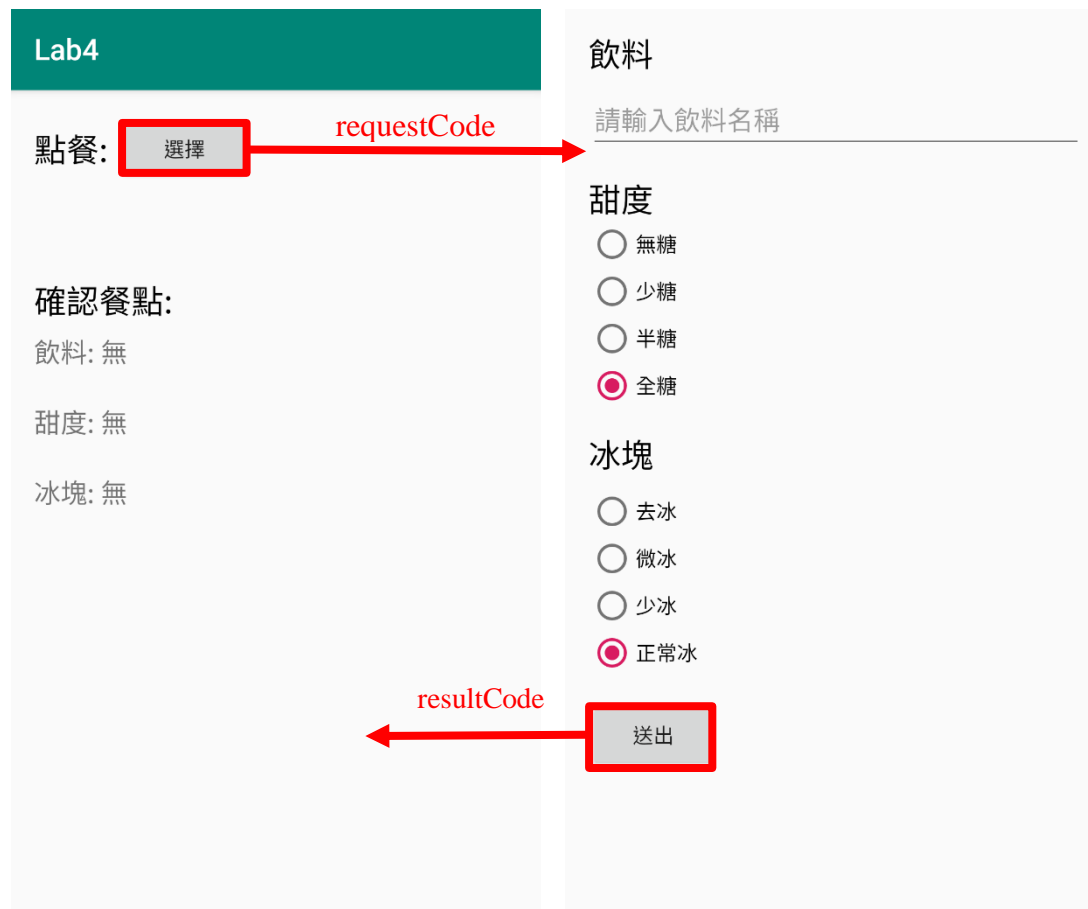 Lab4
點餐:
選擇
requestCode
確認餐點:
飲料: 無
甜度: 無
冰塊: 無
飲料
請輸入飲料名稱
甜度
無糖
少糖
半糖
全糖
冰塊
去冰
微冰
少冰
正常冰
resultCode
送出